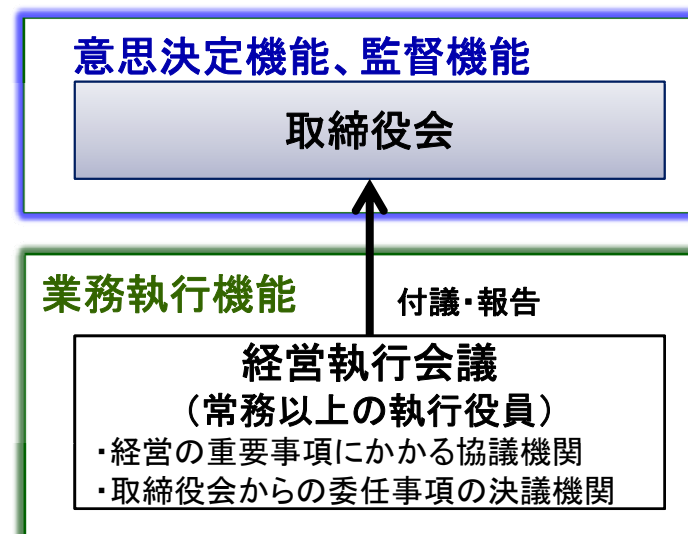 意思決定機能、監督機能
取締役会
業務執行機能
付議・報告
経営執行会議
（常務以上の執行役員）
・経営の重要事項にかかる協議機関
・取締役会からの委任事項の決議機関